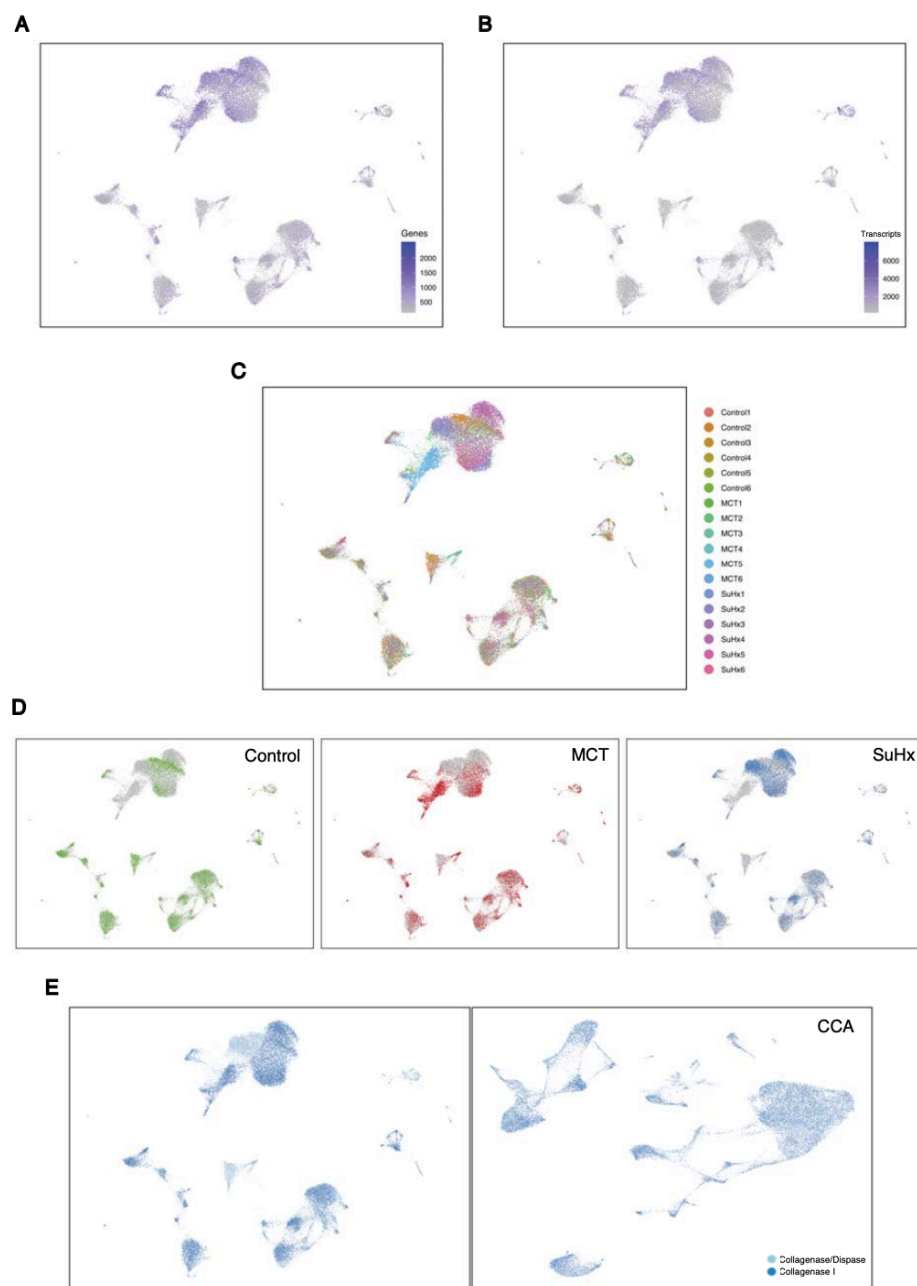 A
B
Genes
2000
1500
1000
500
Transcripts
6000
4000
2000
C
Control1
Control2
Control3
Control4
Control5
Control6
MCT1
MCT2
MCT3
MCT4
MCT5
MCT6
SuHx1
SuHx2
SuHx3
SuHx4
SuHx5
SuHx6
D
Control
MCT
SuHx
E
CCA
Collagenase/Dispase
Collagenase I